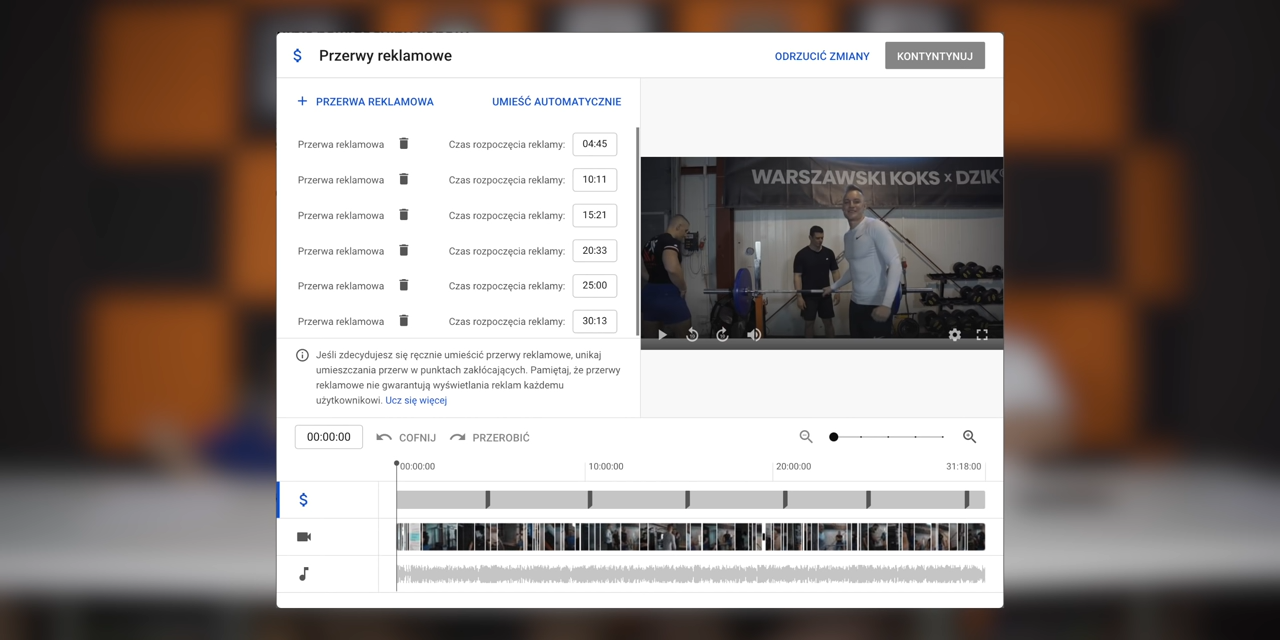 Przerwy reklamowe
ODRZUCIĆ ZMIANY
KONTYNTYNUJ
+ PRZERWA REKLAMOWA
UMIEŚĆ AUTOMATYCZNIE
Przerwa reklamowa Czas rozpoczęcia reklamy: 04:45
Przerwa reklamowa Czas rozpoczęcia reklamy: 10:11
Przerwa reklamowa Czas rozpoczęcia reklamy: 15:21
Przerwa reklamowa Czas rozpoczęcia reklamy: 20:33
Przerwa reklamowa Czas rozpoczęcia reklamy: 25:00
Przerwa reklamowa Czas rozpoczęcia reklamy: 30:13
WARSZAWSKI KOKS x DZIK
Jeśli zdecydujesz się ręcznie umieścić przerwy reklamowe, unikaj
umieszczania przerw w punktach zakłócających. Pamiętaj, że przerwy
reklamowe nie gwarantują wyświetlania reklam każdemu
użytkownikowi. Ucz się więcej
00:00:00
COFNIJ
PRZEROBIĆ
00:00:00 10:00:00 20:00:00 31:18:00